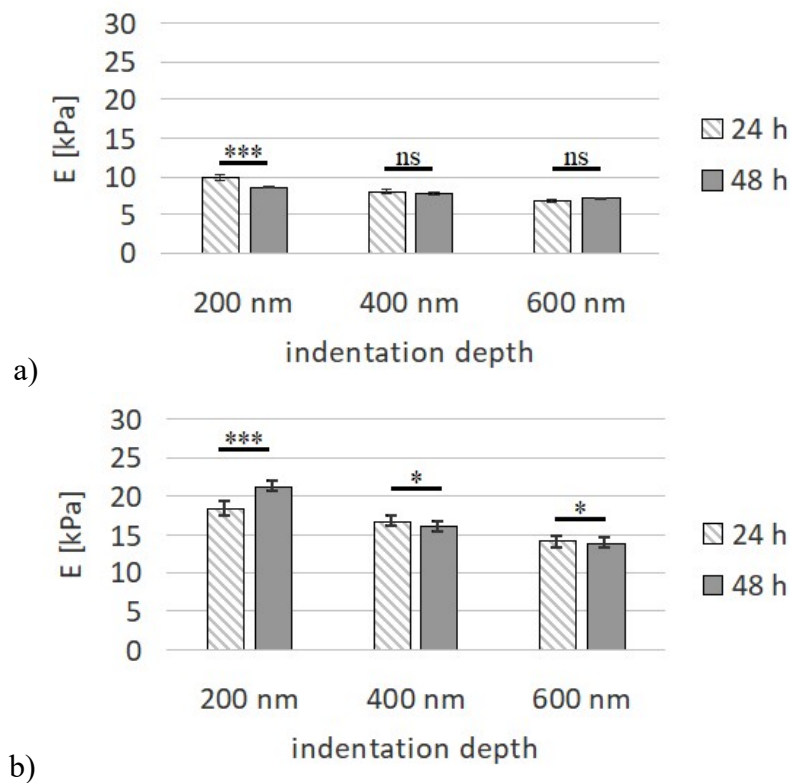 30
25
20
15
10
5
0
E [kPa]
***
ns
ns
24 h
48 h
200 nm
400 nm
600 nm
indentation depth
a)
30
25
20
15
10
5
0
E [kPa]
***
*
*
24 h
48 h
200 nm
400 nm
600 nm
indentation depth
b)